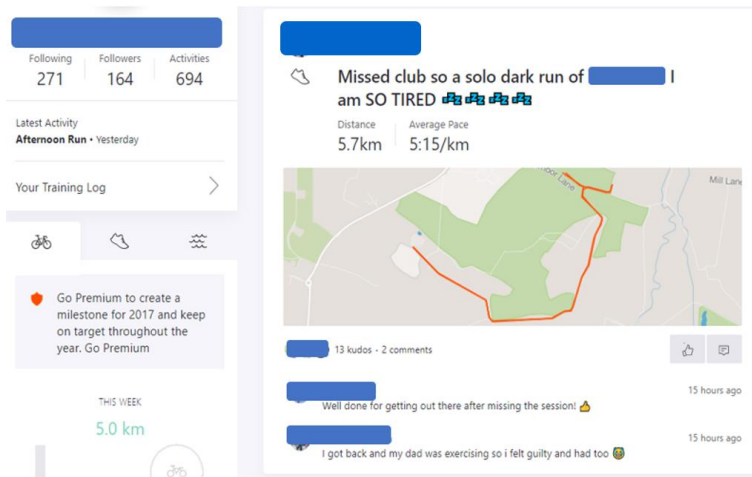 Following Followers Activities
271 164 694
Latest Activity
Afternoon Run • Yesterday
Your Training Log
Go Premium to create a
milestone for 2017 and keep
on target throughout the
year. Go Premium
THIS WEEK
5.0 km
Missed club so a solo dark run of I
am SO TIRED 💤💤💤💤
Distance Average Pace
5.7km 5:15/km
Mill Lane
13 kudos • 2 comments
15 hours ago
Well done for getting out there after missing the session! 👍
15 hours ago
I got back and my dad was exercising so i felt guilty and had too